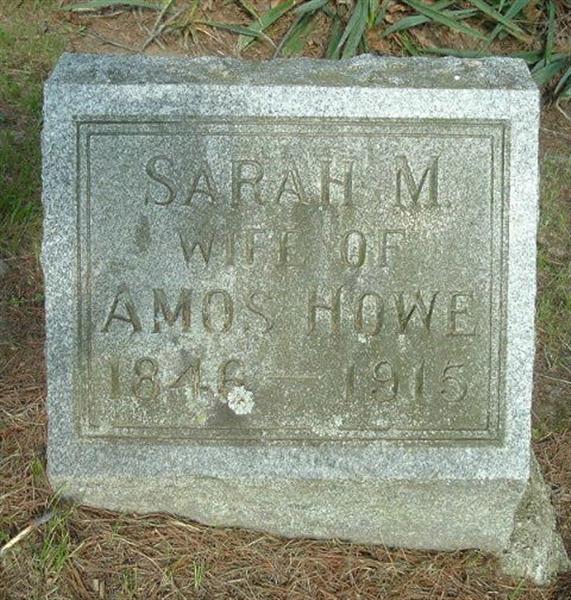 SARAH M.
WIFE OF
AMOS HOWE
1846 — 1915